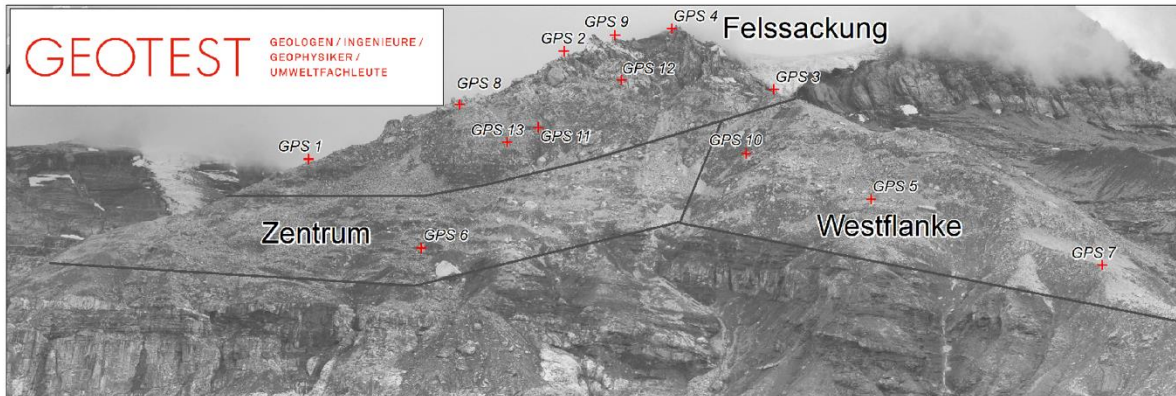 GEOTEST
GEOLOGEN / INGENIEURE /
GEOPHYSIKER /
UMWELTFACHLEUTE
GPS 9
GPS 4
Felssackung
GPS 2
GPS 12
GPS 3
GPS 8
GPS 13
GPS 11
GPS 1
GPS 10
GPS 5
Zentrum
GPS 6
Westflanke
GPS 7